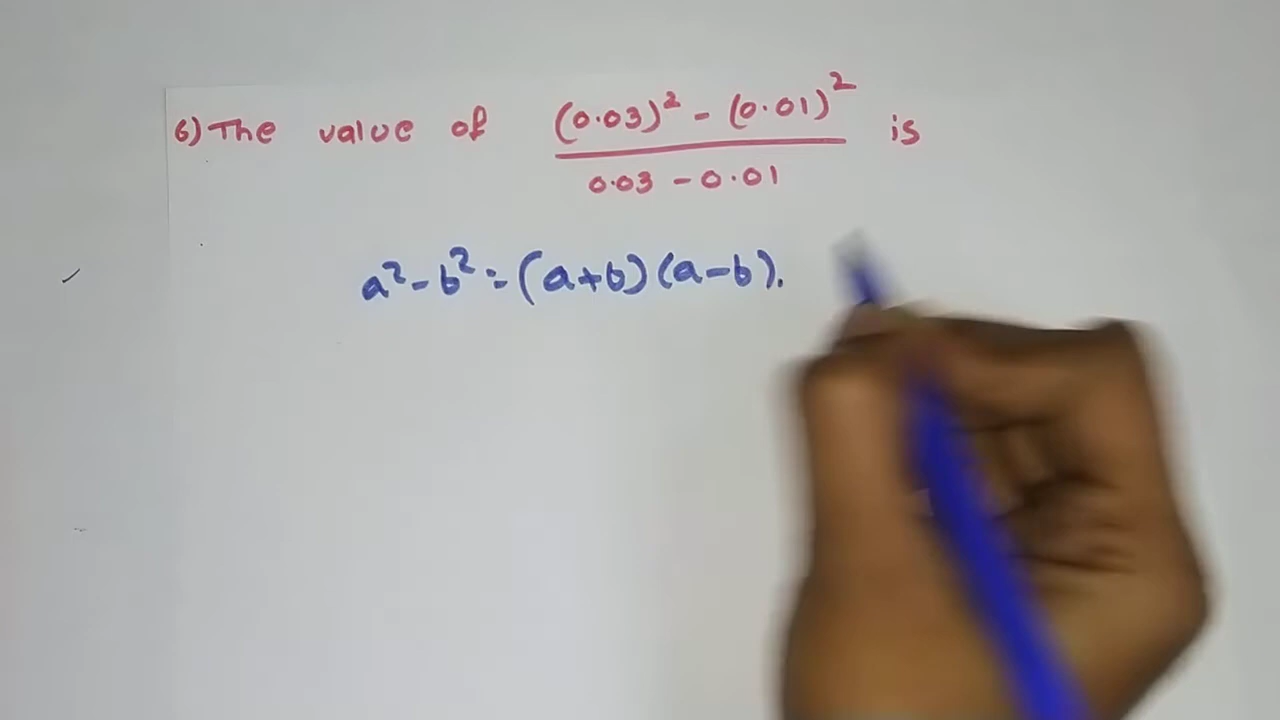 6) The value of (0.03)² - (0.01)² / 0.03 - 0.01 is
a² - b² = (a+b) (a-b).